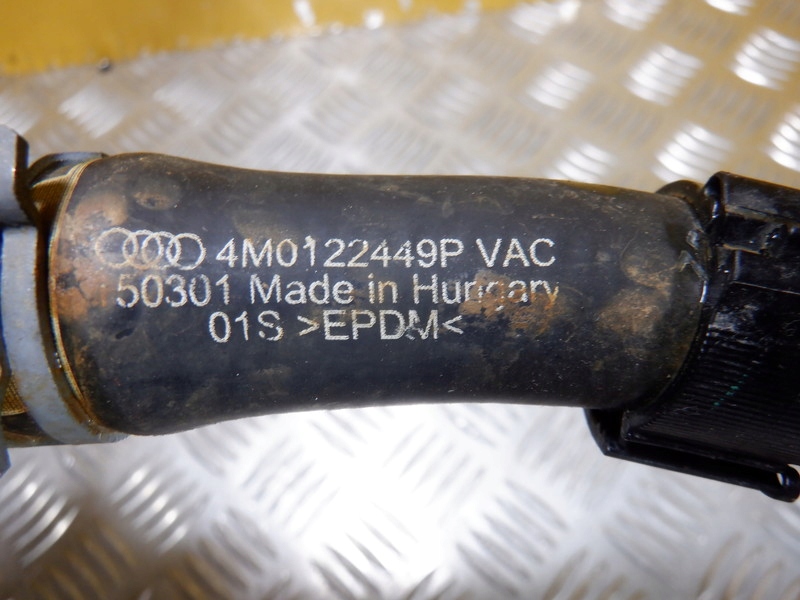 4M0122449P VAC
50301 Made in Hungary
01S >EPDM<